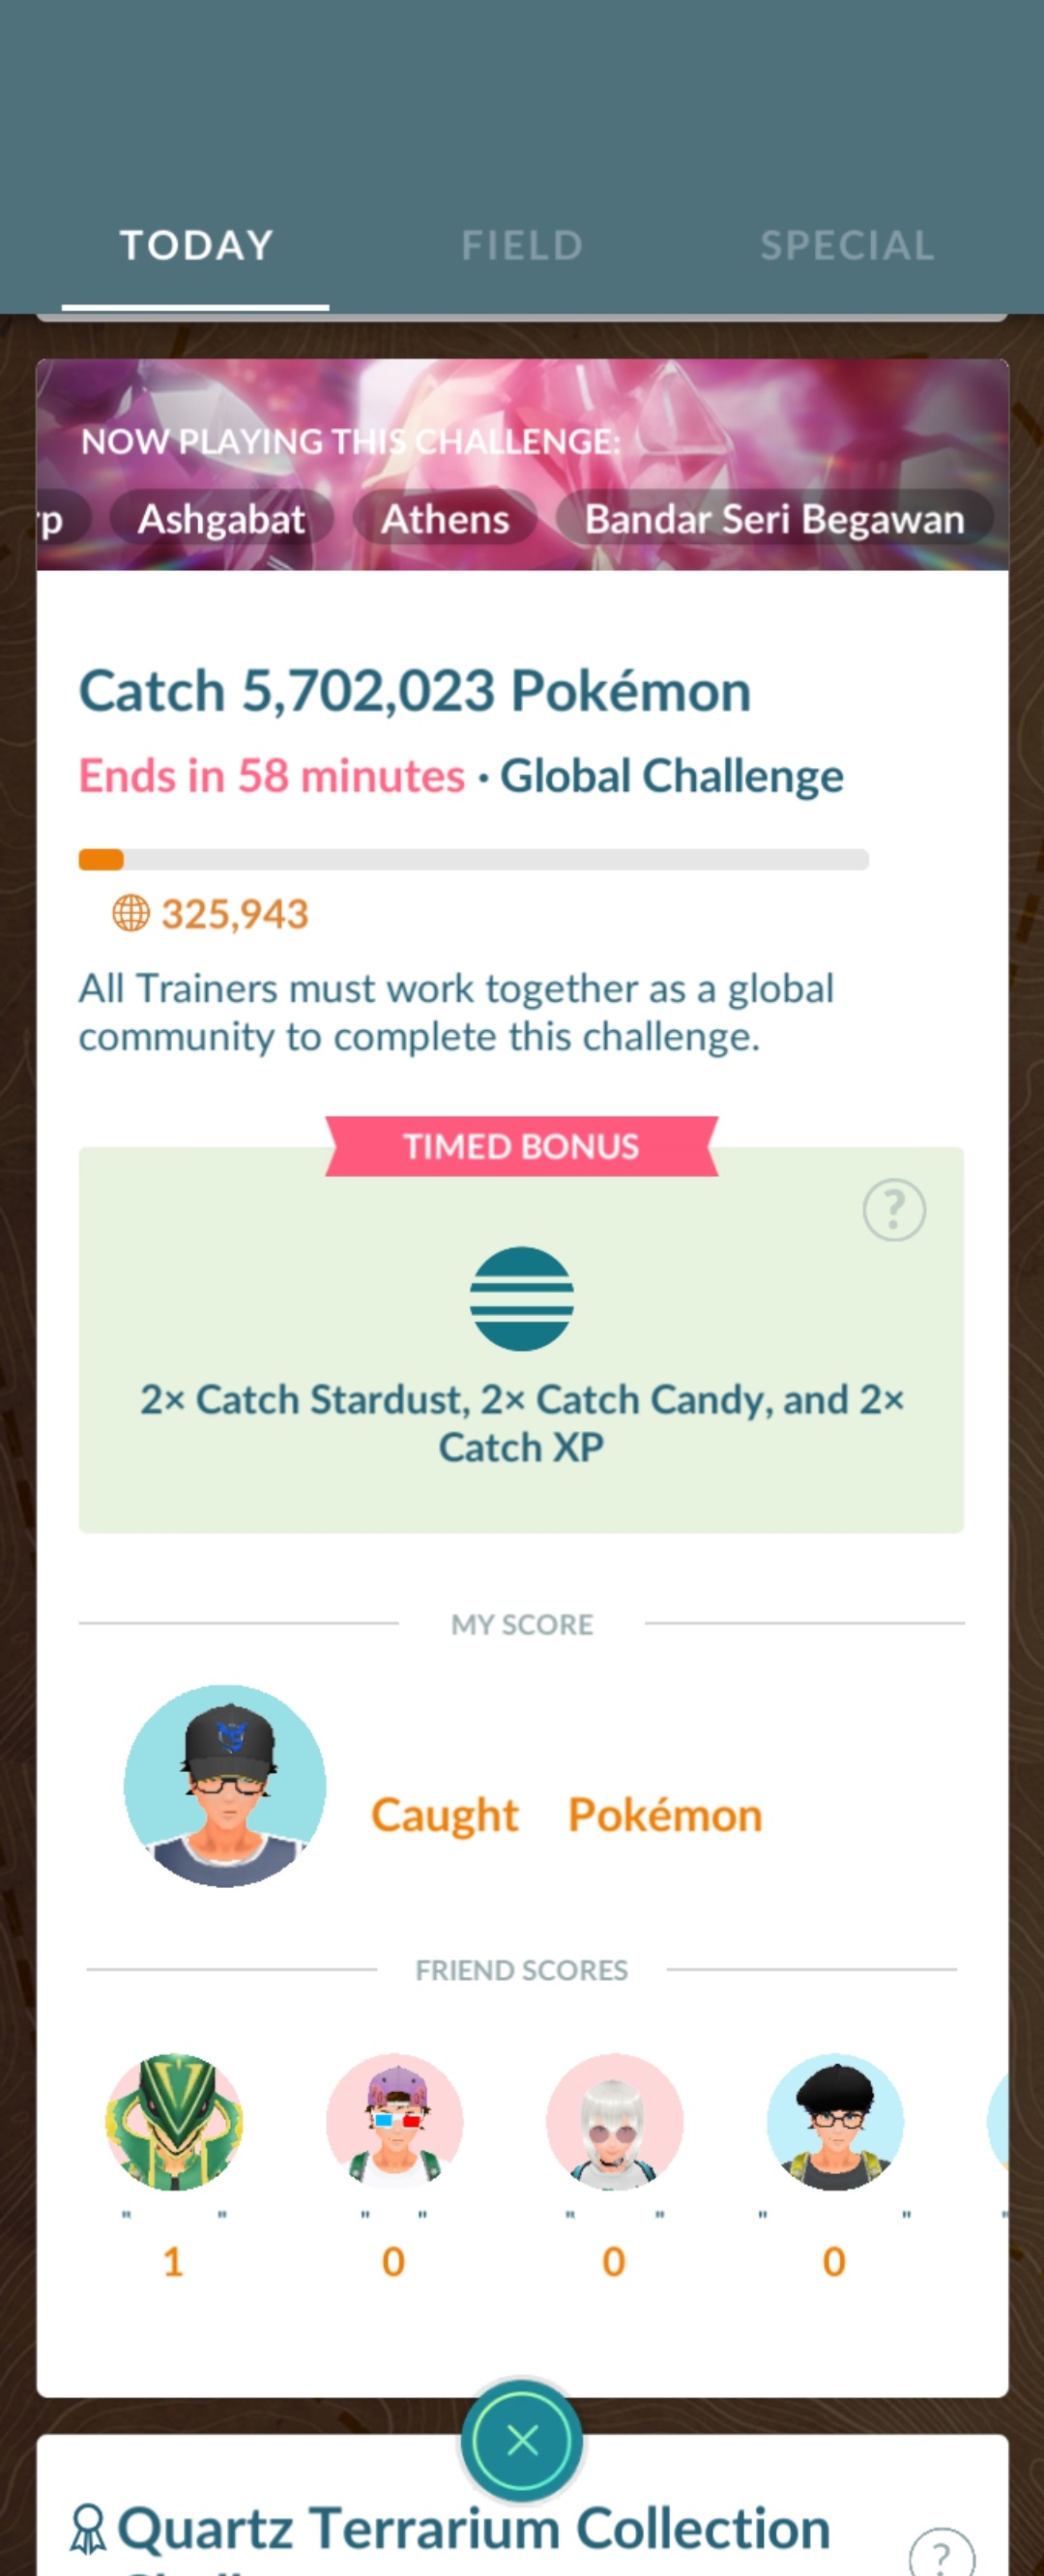 TODAY FIELD SPECIAL
NOW PLAYING THIS CHALLENGE:
rp Ashgabat Athens Bandar Seri Begawan
Catch 5,702,023 Pokémon
Ends in 58 minutes · Global Challenge
325,943
All Trainers must work together as a global
community to complete this challenge.
TIMED BONUS
?
2× Catch Stardust, 2× Catch Candy, and 2×
Catch XP
MY SCORE
Caught Pokémon
FRIEND SCORES
" " " " " " " " "
1 0 0 0
Quartz Terrarium Collection
?